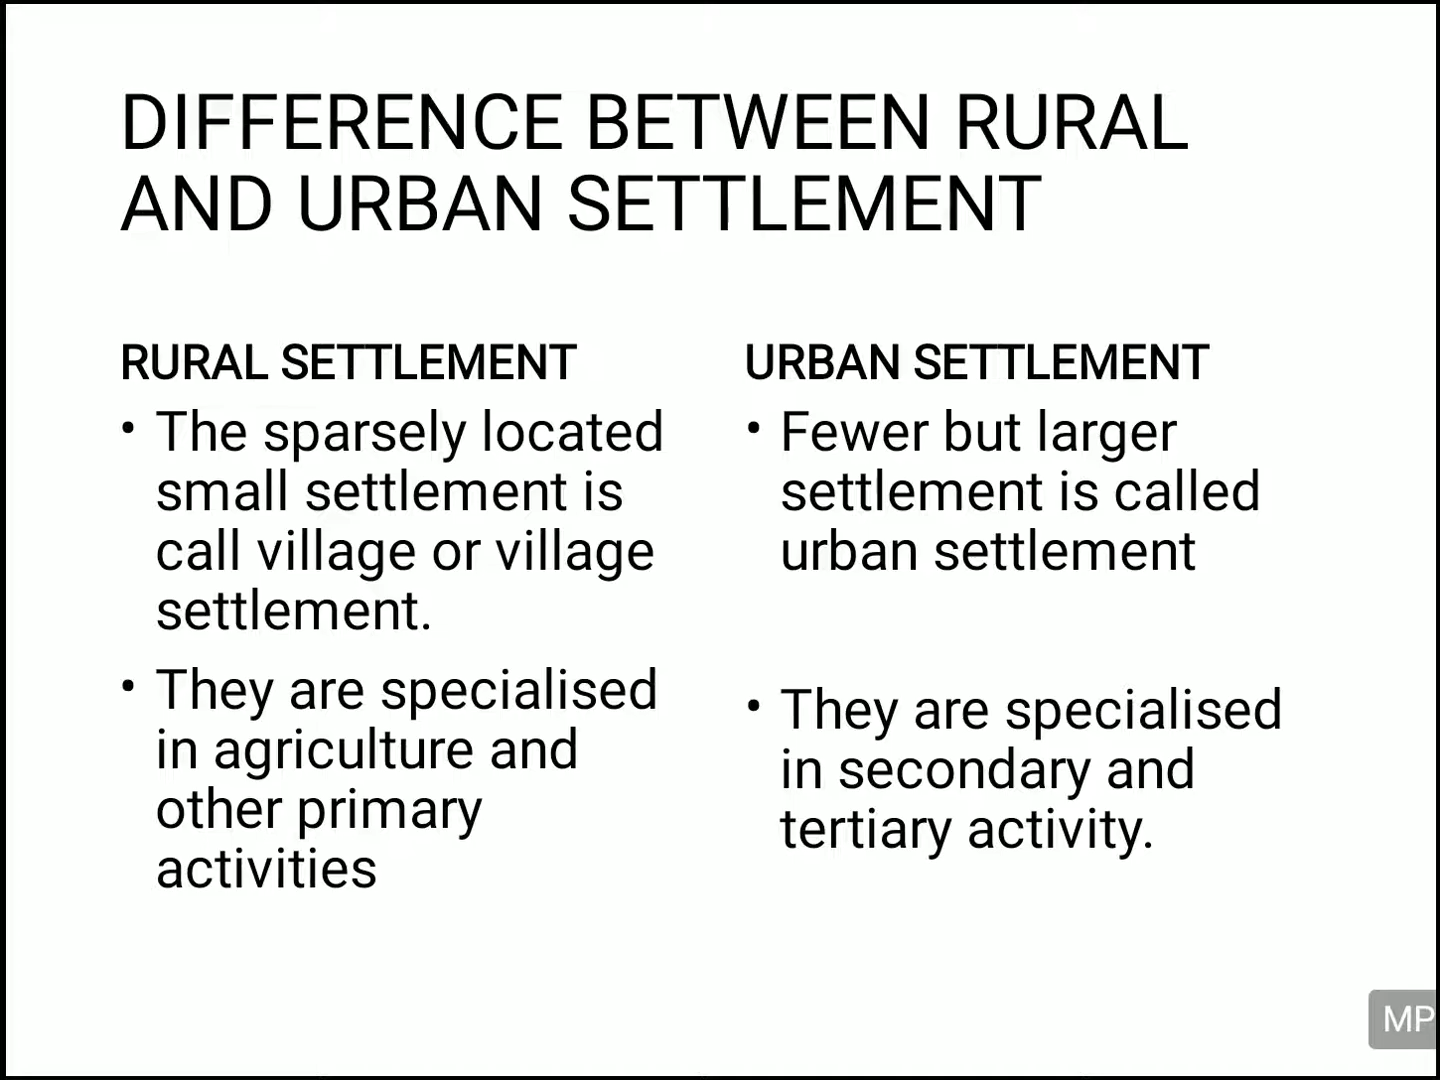 DIFFERENCE BETWEEN RURAL
AND URBAN SETTLEMENT
RURAL SETTLEMENT
• The sparsely located
small settlement is
call village or village
settlement.
• They are specialised
in agriculture and
other primary
activities
URBAN SETTLEMENT
• Fewer but larger
settlement is called
urban settlement
• They are specialised
in secondary and
tertiary activity.
MP